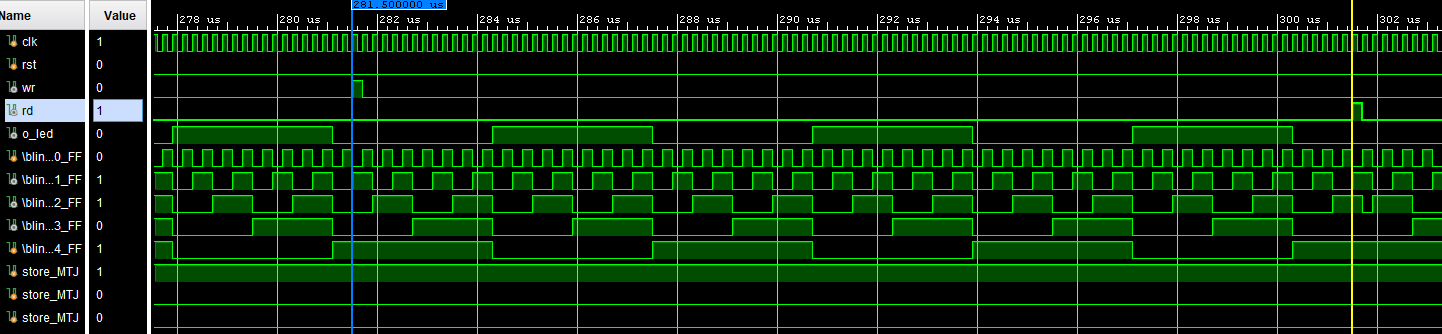 281.500000 us
Name Value 278 us 280 us 282 us 284 us 286 us 288 us 290 us 292 us 294 us 296 us 298 us 300 us 302 us
clk 1
rst 0
wr 0
rd 1
o_led 0
\blin...0_FF 0
\blin...1_FF 1
\blin...2_FF 1
\blin...3_FF 0
\blin...4_FF 1
store_MTJ 1
store_MTJ 0
store_MTJ 0